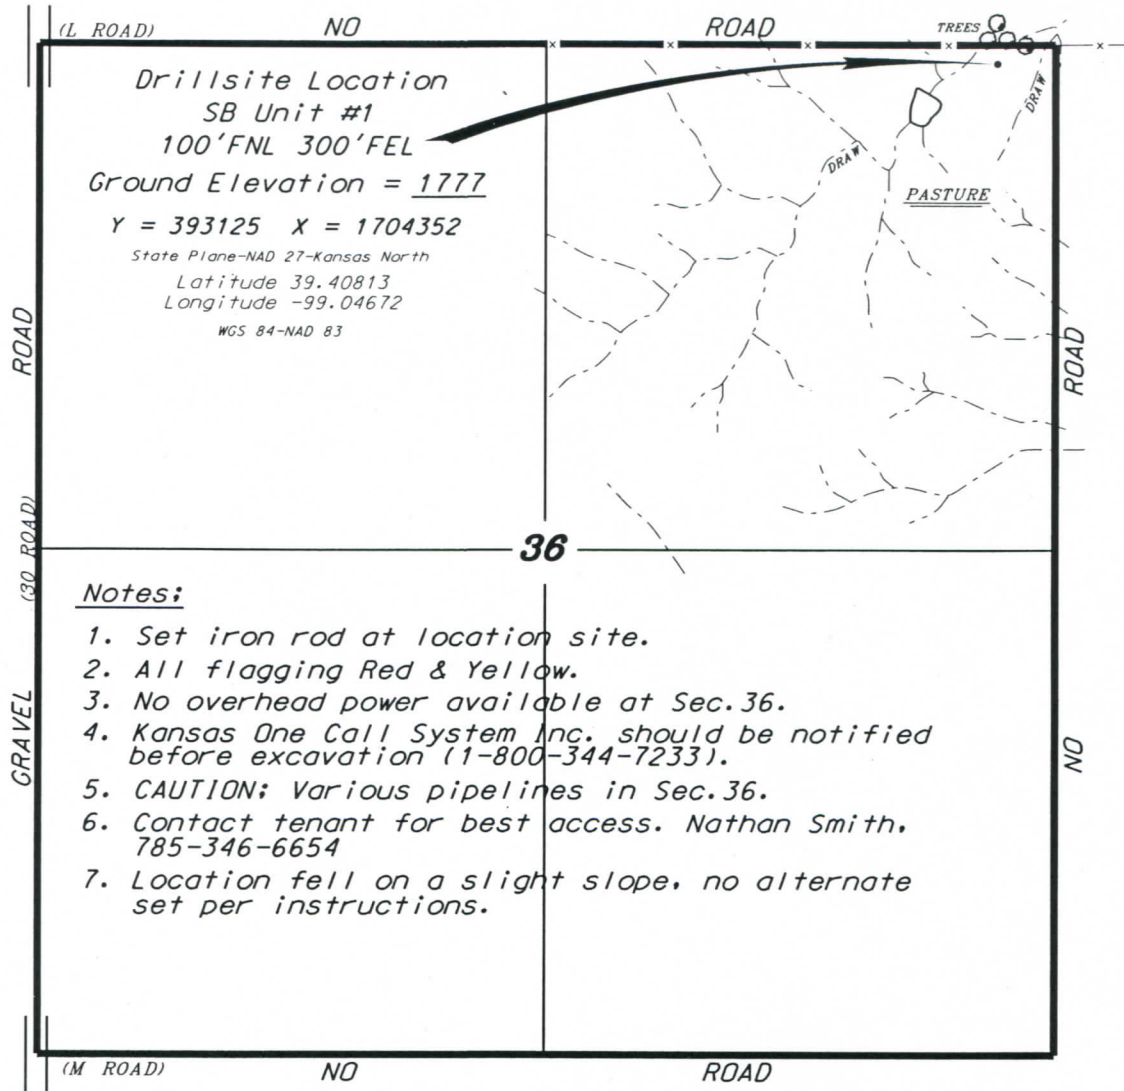 (L ROAD) NO ROAD TREES
Drillsite Location
SB Unit #1
100'FNL 300'FEL
Ground Elevation = 1777
Y = 393125 X = 1704352
State Plane-NAD 27-Kansas North
Latitude 39.40813
Longitude -99.04672
WGS 84-NAD 83
DRAW
DRAW
PASTURE
ROAD
ROAD
(30 ROAD)
36
GRAVEL
NO
Notes:
1. Set iron rod at location site.
2. All flagging Red & Yellow.
3. No overhead power available at Sec.36.
4. Kansas One Call System Inc. should be notified
before excavation (1-800-344-7233).
5. CAUTION: Various pipelines in Sec.36.
6. Contact tenant for best access. Nathan Smith,
785-346-6654
7. Location fell on a slight slope, no alternate
set per instructions.
(M ROAD) NO ROAD